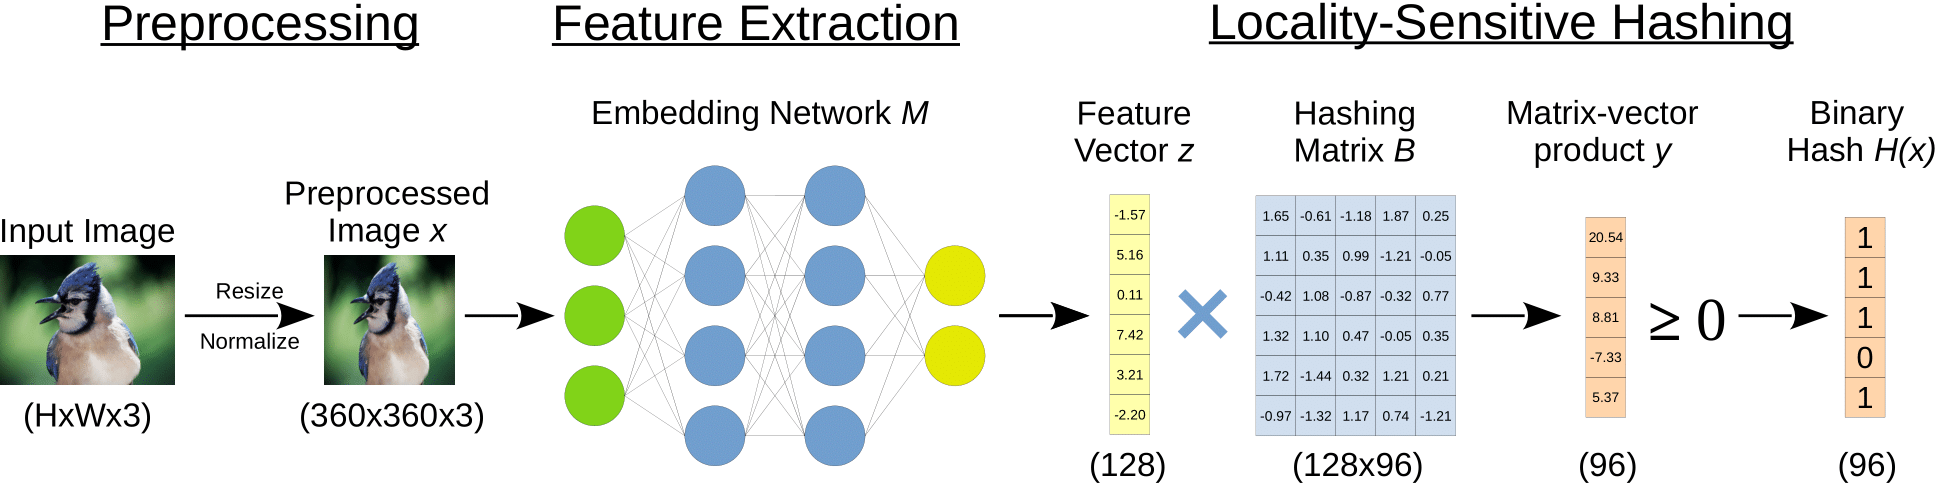 Preprocessing
Feature Extraction
Locality-Sensitive Hashing
Input Image
(HxWx3)
Resize
Normalize
Preprocessed
Image x
(360x360x3)
Embedding Network M
Feature
Vector z
-1.57
5.16
0.11
7.42
3.21
-2.20
(128)
Hashing
Matrix B
1.65 -0.61 -1.18 1.87 0.25
1.11 0.35 0.99 -1.21 -0.05
-0.42 1.08 -0.87 -0.32 0.77
1.32 1.10 0.47 -0.05 0.35
1.72 -1.44 0.32 1.21 0.21
-0.97 -1.32 1.17 0.74 -1.21
(128x96)
Matrix-vector
product y
20.54
9.33
8.81
-7.33
5.37
(96)
≥ 0
Binary
Hash H(x)
1
1
1
0
1
(96)